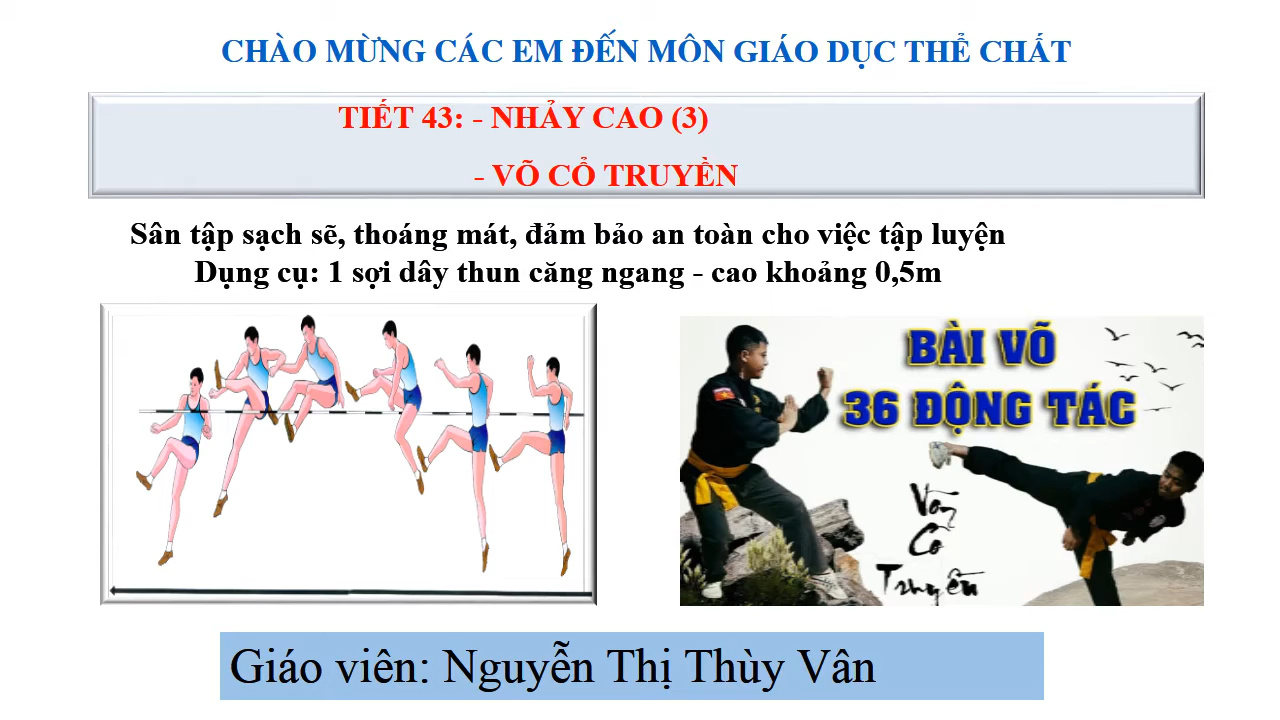 CHÀO MỪNG CÁC EM ĐẾN MÔN GIÁO DỤC THỂ CHẤT
TIẾT 43: - NHẢY CAO (3)
- VÕ CỔ TRUYỀN
Sân tập sạch sẽ, thoáng mát, đảm bảo an toàn cho việc tập luyện
Dụng cụ: 1 sợi dây thun căng ngang - cao khoảng 0,5m
BÀI VÕ
36 ĐỘNG TÁC
Võ
Cổ
Truyền
Giáo viên: Nguyễn Thị Thùy Vân